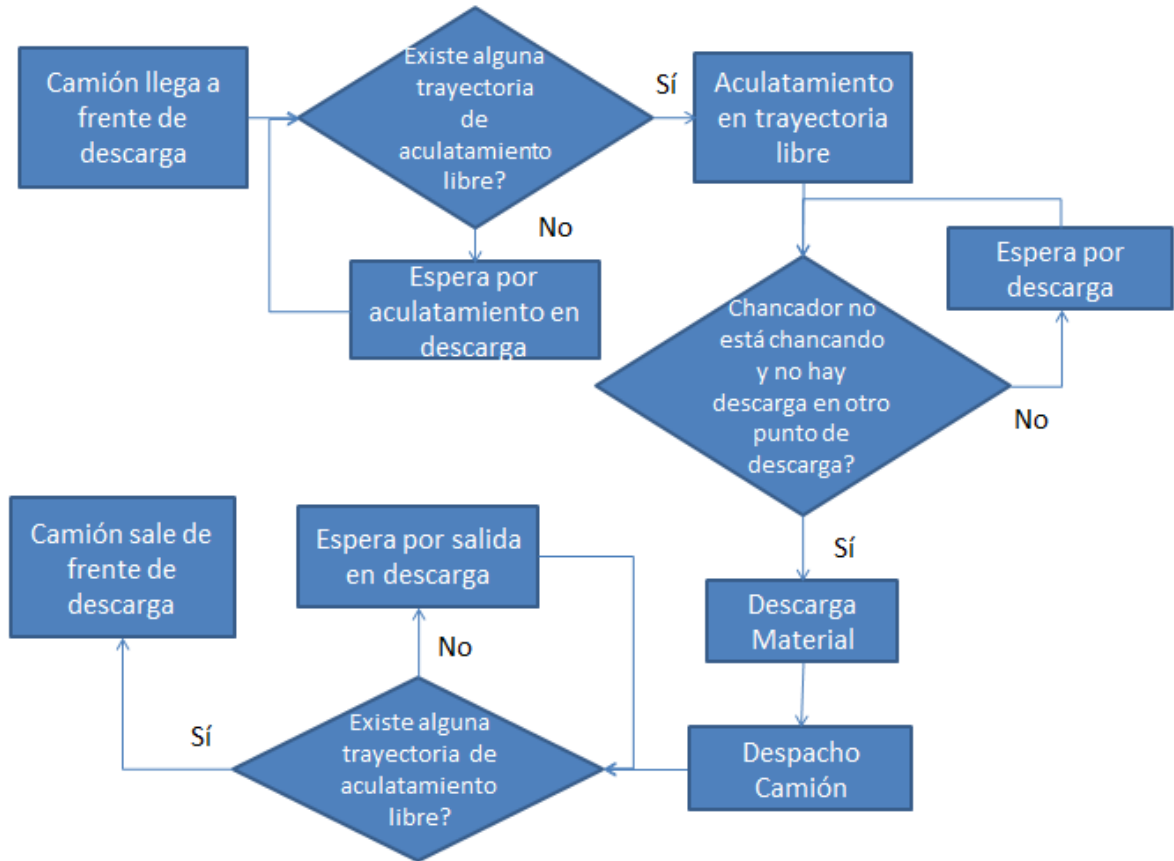 Camión llega a
frente de
descarga
Existe alguna
trayectoria
de
aculatamiento
libre?
Sí
Aculatamiento
en trayectoria
libre
No
Espera por
aculatamiento en
descarga
Espera por
descarga
Chancador no
está chancando
y no hay
descarga en otro
punto de
descarga?
No
Sí
Descarga
Material
Despacho
Camión
Existe alguna
trayectoria de
aculatamiento
libre?
No
Espera por salida
en descarga
Sí
Camión sale de
frente de
descarga